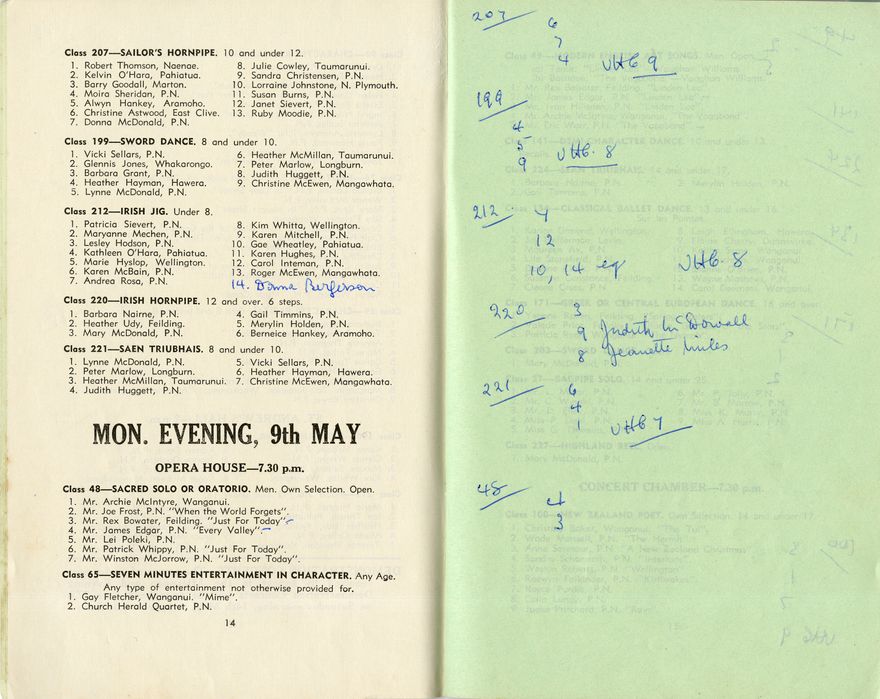 Class 207—SAILOR'S HORNPIPE. 10 and under 12.
1. Robert Thomson, Naenae.
2. Kelvin O'Hara, Pahiatua.
3. Barry Goodall, Marton.
4. Moira Sheridan, P.N.
5. Alwyn Hankey, Aramoho.
6. Christine Astwood, East Clive.
7. Donna McDonald, P.N.
8. Julie Cowley, Taumarunui.
9. Sandra Christensen, P.N.
10. Lorraine Johnstone, N. Plymouth.
11. Susan Burns, P.N.
12. Janet Sievert, P.N.
13. Ruby Moodie, P.N.
Class 199—SWORD DANCE. 8 and under 10.
1. Vicki Sellars, P.N.
2. Glennis Jones, Whakarongo.
3. Barbara Grant, P.N.
4. Heather Hayman, Hawera.
5. Lynne McDonald, P.N.
6. Heather McMillan, Taumarunui.
7. Peter Marlow, Longburn.
8. Judith Huggett, P.N.
9. Christine McEwen, Mangawhata.
Class 212—IRISH JIG. Under 8.
1. Patricia Sievert, P.N.
2. Maryanne Mechen, P.N.
3. Lesley Hodson, P.N.
4. Kathleen O'Hara, Pahiatua.
5. Marie Hyslop, Wellington.
6. Karen McBain, P.N.
7. Andrea Rosa, P.N.
8. Kim Whitta, Wellington.
9. Karen Mitchell, P.N.
10. Gae Wheatley, Pahiatua.
11. Karen Hughes, P.N.
12. Carol Inteman, P.N.
13. Roger McEwen, Mangawhata.
14. Donna Bergerson
Class 220—IRISH HORNPIPE. 12 and over. 6 steps.
1. Barbara Nairne, P.N.
2. Heather Udy, Feilding.
3. Mary McDonald, P.N.
4. Gail Timmins, P.N.
5. Merylin Holden, P.N.
6. Berneice Hankey, Aramoho.
Class 221—SAEN TRIUBHAIS. 8 and under 10.
1. Lynne McDonald, P.N.
2. Peter Marlow, Longburn.
3. Heather McMillan, Taumarunui.
4. Judith Huggett, P.N.
5. Vicki Sellars, P.N.
6. Heather Hayman, Hawera.
7. Christine McEwen, Mangawhata.
MON. EVENING, 9th MAY
OPERA HOUSE—7.30 p.m.
Class 48—SACRED SOLO OR ORATORIO. Men. Own Selection. Open.
1. Mr. Archie McIntyre, Wanganui.
2. Mr. Joe Frost, P.N. "When the World Forgets".
3. Mr. Rex Bowater, Feilding. "Just For Today".
4. Mr. James Edgar, P.N. "Every Valley".
5. Mr. Lei Poleki, P.N.
6. Mr. Patrick Whippy, P.N. "Just For Today".
7. Mr. Winston McJorrow, P.N. "Just For Today".
Class 65—SEVEN MINUTES ENTERTAINMENT IN CHARACTER. Any Age.
Any type of entertainment not otherwise provided for.
1. Gay Fletcher, Wanganui. "Mime".
2. Church Herald Quartet, P.N.
14
207
6
7
4 VHC 9
199
4
5
9 VHC. 8
212 4
12
10, 14 eq VHC. 8
220 3
9 Judith McDowall
8 Jeanette Miles
221 6
4
1 VHC 7
48 4
3